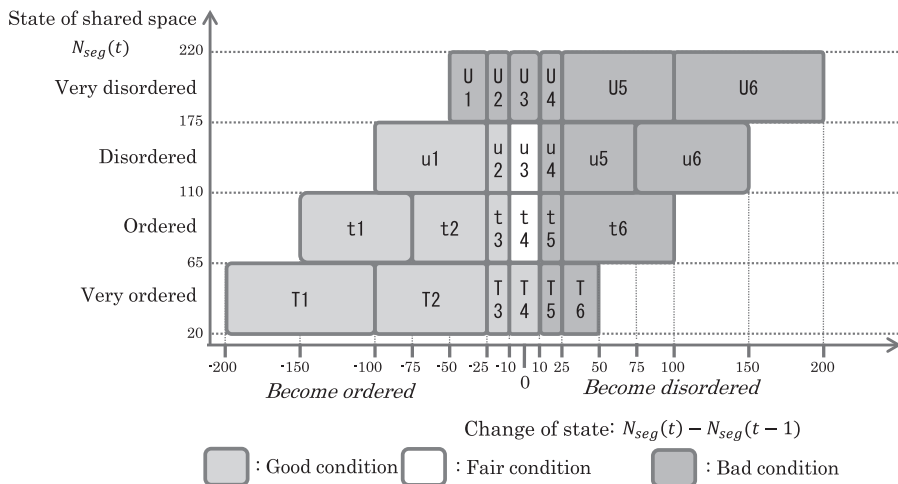 State of shared space
N_seg(t)
220
Very disordered
U1 U2 U3 U4 U5 U6
175
Disordered
u1 u2 u3 u4 u5 u6
110
Ordered
t1 t2 t3 t4 t5 t6
65
Very ordered
T1 T2 T3 T4 T5 T6
20
-200 -150 -100 -75 -50 -25 -10 0 10 25 50 75 100 150 200
Become ordered Become disordered
Change of state: N_seg(t) − N_seg(t − 1)
: Good condition : Fair condition : Bad condition